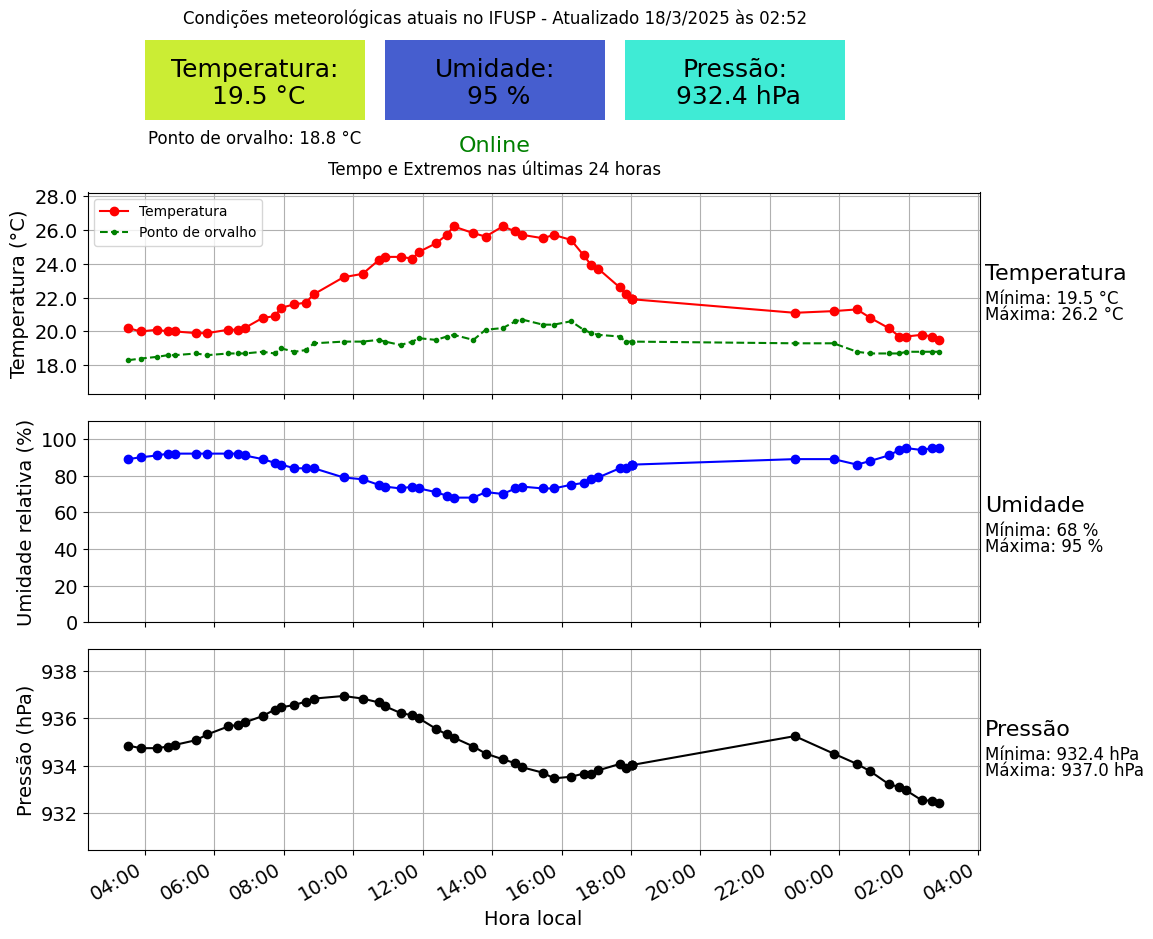 Condições meteorológicas atuais no IFUSP - Atualizado 18/3/2025 às 02:52
Temperatura:
19.5 °C
Umidade:
95 %
Pressão:
932.4 hPa
Ponto de orvalho: 18.8 °C
Online
Tempo e Extremos nas últimas 24 horas
Temperatura (°C)
28.0
26.0
24.0
22.0
20.0
18.0
Temperatura
Ponto de orvalho
Temperatura
Mínima: 19.5 °C
Máxima: 26.2 °C
Umidade relativa (%)
100
80
60
40
20
0
Umidade
Mínima: 68 %
Máxima: 95 %
Pressão (hPa)
938
936
934
932
Pressão
Mínima: 932.4 hPa
Máxima: 937.0 hPa
04:00 06:00 08:00 10:00 12:00 14:00 16:00 18:00 20:00 22:00 00:00 02:00 04:00
Hora local